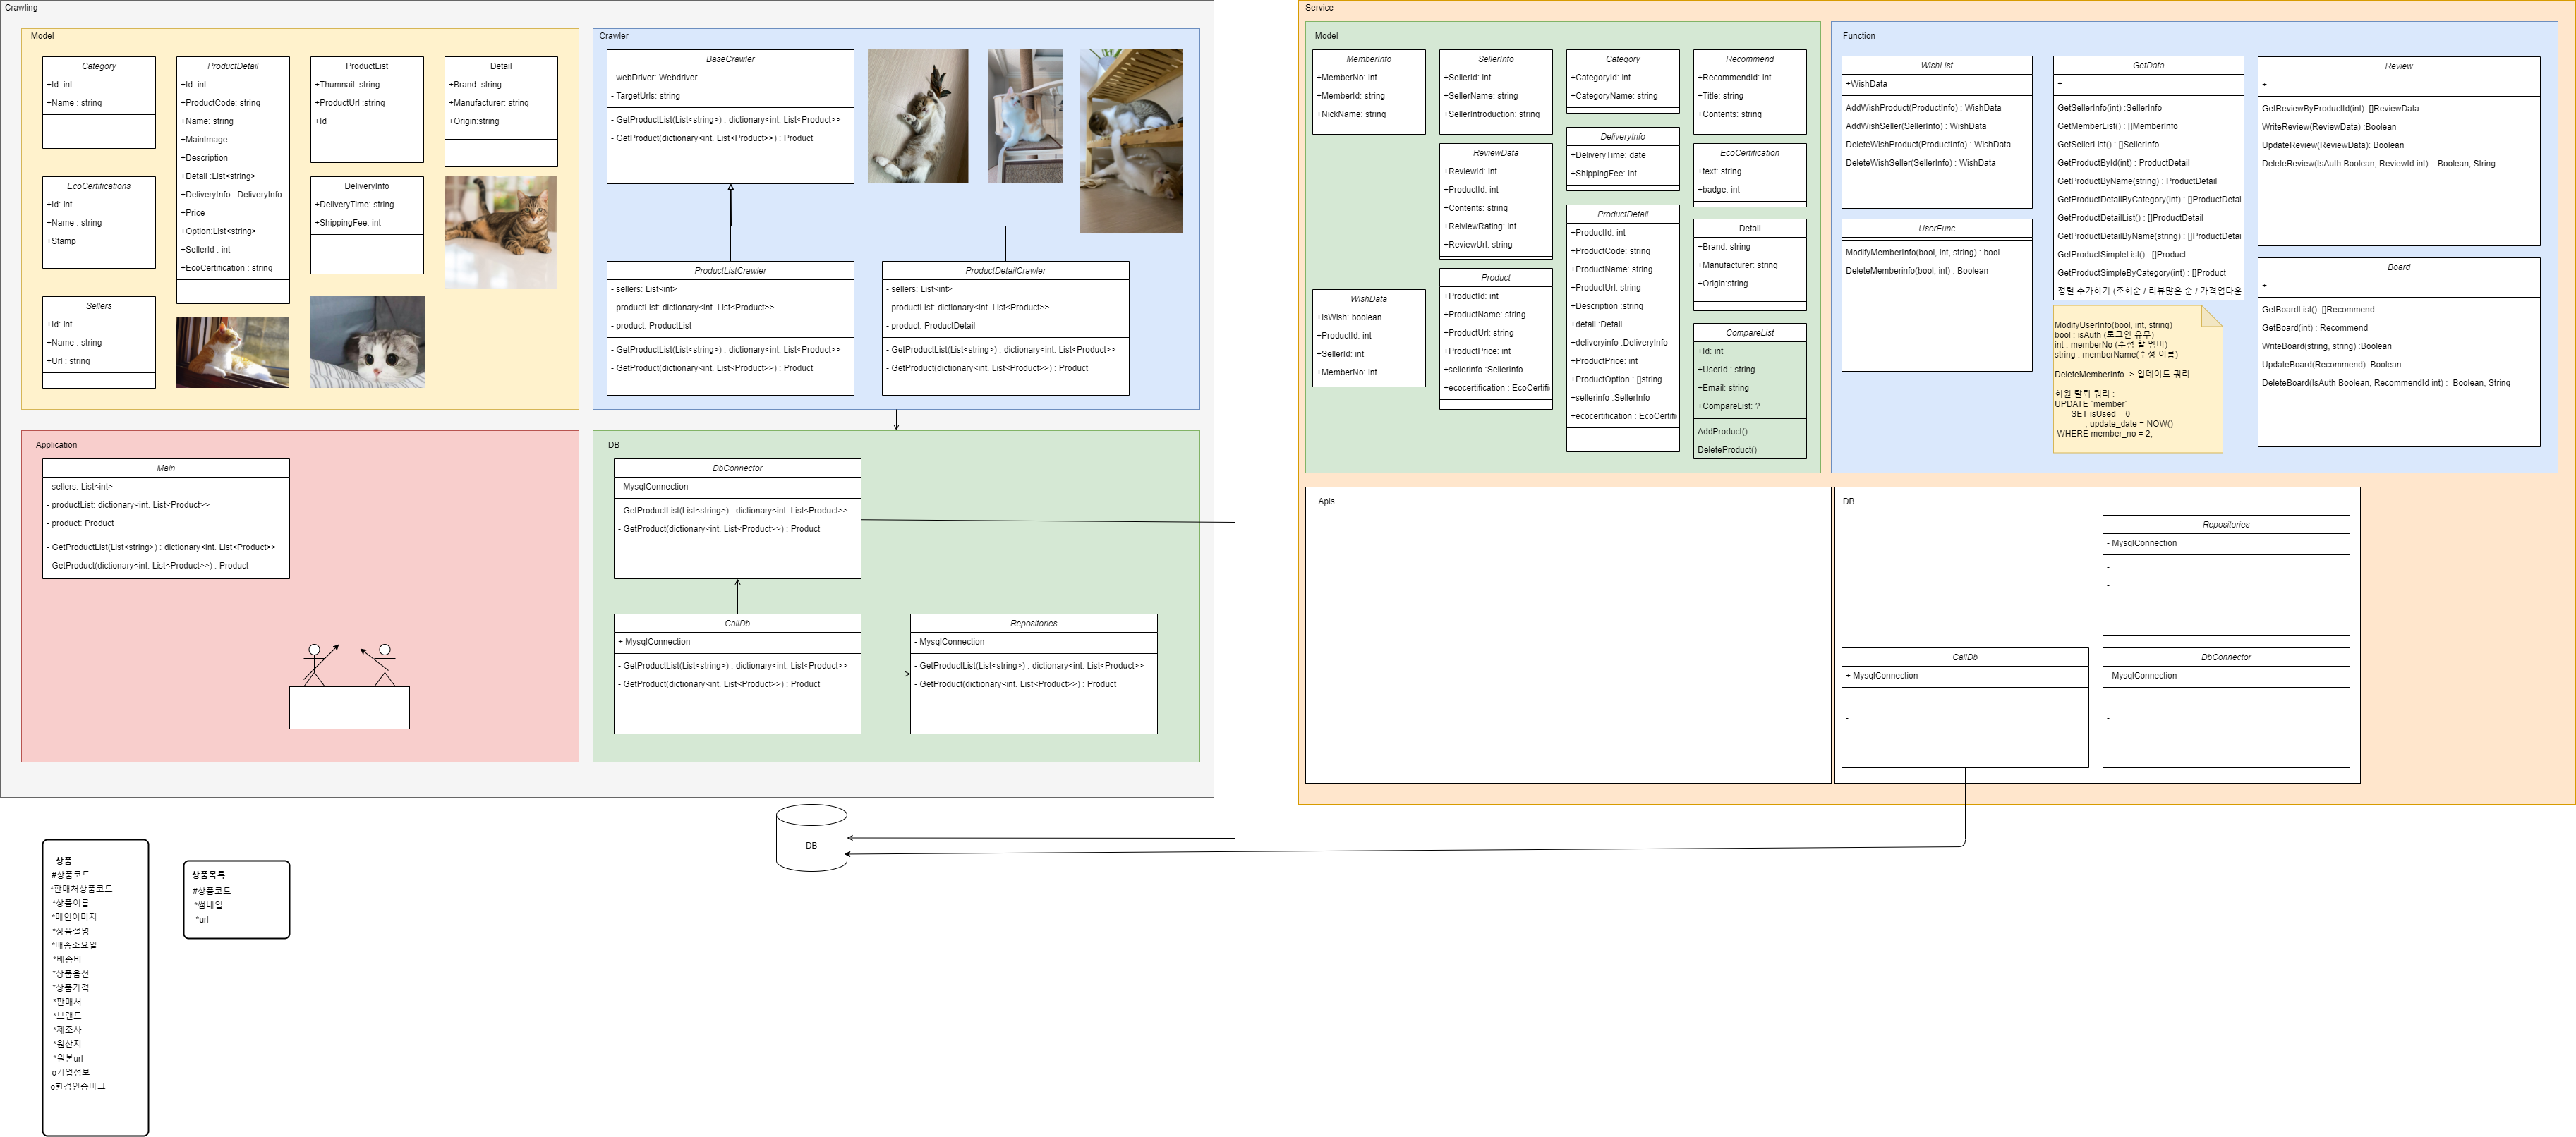 Crawling
Model
Category
+Id: int
+Name : string
ProductDetail
+Id: int
+ProductCode: string
+Name: string
+MainImage
+Description
+Detail :List<string>
+DeliveryInfo : DeliveryInfo
+Price
+Option:List<string>
+SellerId : int
+EcoCertification : string
ProductList
+Thumnail: string
+ProductUrl :string
+Id
Detail
+Brand: string
+Manufacturer: string
+Origin:string
EcoCertifications
+Id: int
+Name : string
+Stamp
DeliveryInfo
+DeliveryTime: string
+ShippingFee: int
Sellers
+Id: int
+Name : string
+Url : string
Crawler
BaseCrawler
- webDriver: Webdriver
- TargetUrls: string
- GetProductList(List<string>) : dictionary<int. List<Product>>
- GetProduct(dictionary<int. List<Product>>) : Product
ProductListCrawler
- sellers: List<int>
- productList: dictionary<int. List<Product>>
- product: ProductList
- GetProductList(List<string>) : dictionary<int. List<Product>>
- GetProduct(dictionary<int. List<Product>>) : Product
ProductDetailCrawler
- sellers: List<int>
- productList: dictionary<int. List<Product>>
- product: ProductDetail
- GetProductList(List<string>) : dictionary<int. List<Product>>
- GetProduct(dictionary<int. List<Product>>) : Product
Application
Main
- sellers: List<int>
- productList: dictionary<int. List<Product>>
- product: Product
- GetProductList(List<string>) : dictionary<int. List<Product>>
- GetProduct(dictionary<int. List<Product>>) : Product
DB
DbConnector
- MysqlConnection
- GetProductList(List<string>) : dictionary<int. List<Product>>
- GetProduct(dictionary<int. List<Product>>) : Product
CallDb
+ MysqlConnection
- GetProductList(List<string>) : dictionary<int. List<Product>>
- GetProduct(dictionary<int. List<Product>>) : Product
Repositories
- MysqlConnection
- GetProductList(List<string>) : dictionary<int. List<Product>>
- GetProduct(dictionary<int. List<Product>>) : Product
DB
상품
#상품코드
*판매처상품코드
*상품이름
*메인이미지
*상품설명
*배송소요일
*배송비
*상품옵션
*상품가격
*판매처
*브랜드
*제조사
*원산지
*원본url
o기업정보
o환경인증마크
상품목록
#상품코드
*썸네일
*url
Service
Model
MemberInfo
+MemberNo: int
+MemberId: string
+NickName: string
SellerInfo
+SellerId: int
+SellerName: string
+SellerIntroduction: string
Category
+CategoryId: int
+CategoryName: string
Recommend
+RecommendId: int
+Title: string
+Contents: string
DeliveryInfo
+DeliveryTime: date
+ShippingFee: int
ReviewData
+ReviewId: int
+ProductId: int
+Contents: string
+ReiviewRating: int
+ReviewUrl: string
EcoCertification
+text: string
+badge: int
ProductDetail
+ProductId: int
+ProductCode: string
+ProductName: string
+ProductUrl: string
+Description :string
+detail :Detail
+deliveryinfo :DeliveryInfo
+ProductPrice: int
+ProductOption : []string
+sellerinfo :SellerInfo
+ecocertification : EcoCertifi
Detail
+Brand: string
+Manufacturer: string
+Origin:string
Product
+ProductId: int
+ProductName: string
+ProductUrl: string
+ProductPrice: int
+sellerinfo :SellerInfo
+ecocertification : EcoCertifi
WishData
+IsWish: boolean
+ProductId: int
+SellerId: int
+MemberNo: int
CompareList
+Id: int
+UserId : string
+Email: string
+CompareList: ?
AddProduct()
DeleteProduct()
Function
WishList
+WishData
AddWishProduct(ProductInfo) : WishData
AddWishSeller(SellerInfo) : WishData
DeleteWishProduct(ProductInfo) : WishData
DeleteWishSeller(SellerInfo) : WishData
UserFunc
ModifyMemberInfo(bool, int, string) : bool
DeleteMemberinfo(bool, int) : Boolean
GetData
+
GetSellerInfo(int) :SellerInfo
GetMemberList() : []MemberInfo
GetSellerList() : []SellerInfo
GetProductById(int) : ProductDetail
GetProductByName(string) : ProductDetail
GetProductDetailByCategory(int) : []ProductDetai
GetProductDetailList() : []ProductDetail
GetProductDetailByName(string) : []ProductDetai
GetProductSimpleList() : []Product
GetProductSimpleByCategory(int) : []Product
정렬 추가하기 (조회순 / 리뷰많은 순 / 가격업다운
ModifyUserInfo(bool, int, string)
bool : isAuth (로그인 유무)
int : memberNo (수정 할 멤버)
string : memberName(수정 이름)
DeleteMemberInfo -> 업데이트 쿼리
회원 탈퇴 쿼리 :
UPDATE `member`
SET isUsed = 0
, update_date = NOW()
WHERE member_no = 2;
Review
+
GetReviewByProductId(int) :[]ReviewData
WriteReview(ReviewData) :Boolean
UpdateReview(ReviewData): Boolean
DeleteReview(IsAuth Boolean, ReviewId int) : Boolean, String
Board
+
GetBoardList() :[]Recommend
GetBoard(int) : Recommend
WriteBoard(string, string) :Boolean
UpdateBoard(Recommend) :Boolean
DeleteBoard(IsAuth Boolean, RecommendId int) : Boolean, String
Apis
DB
Repositories
- MysqlConnection
-
-
CallDb
+ MysqlConnection
-
-
DbConnector
- MysqlConnection
-
-